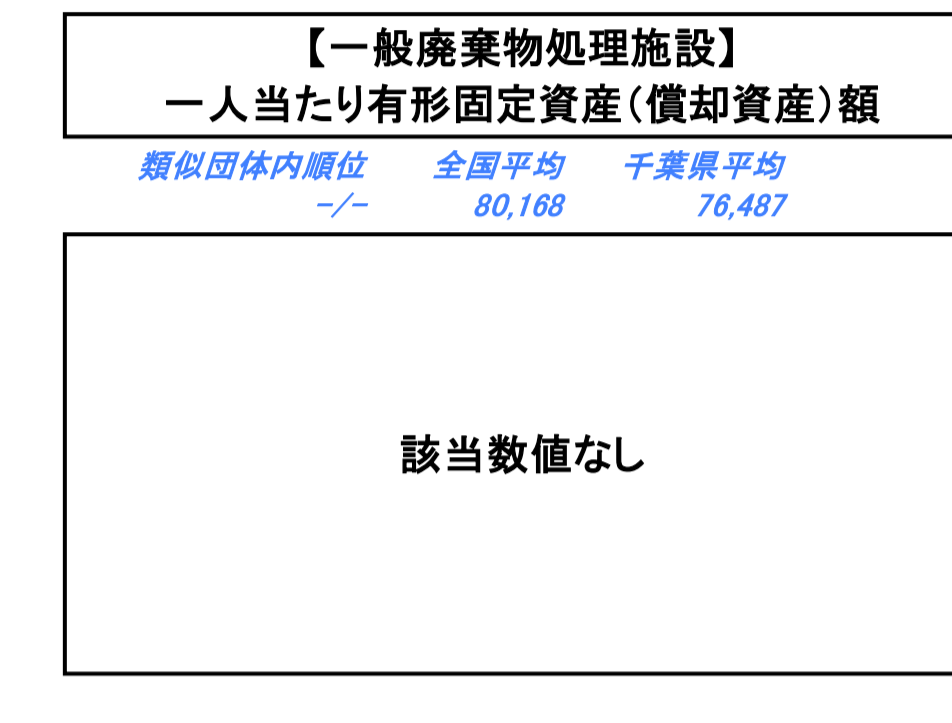 【一般廃棄物処理施設】
一人当たり有形固定資産(償却資産)額
類似団体内順位 全国平均 千葉県平均
-/- 80,168 76,487
該当数値なし